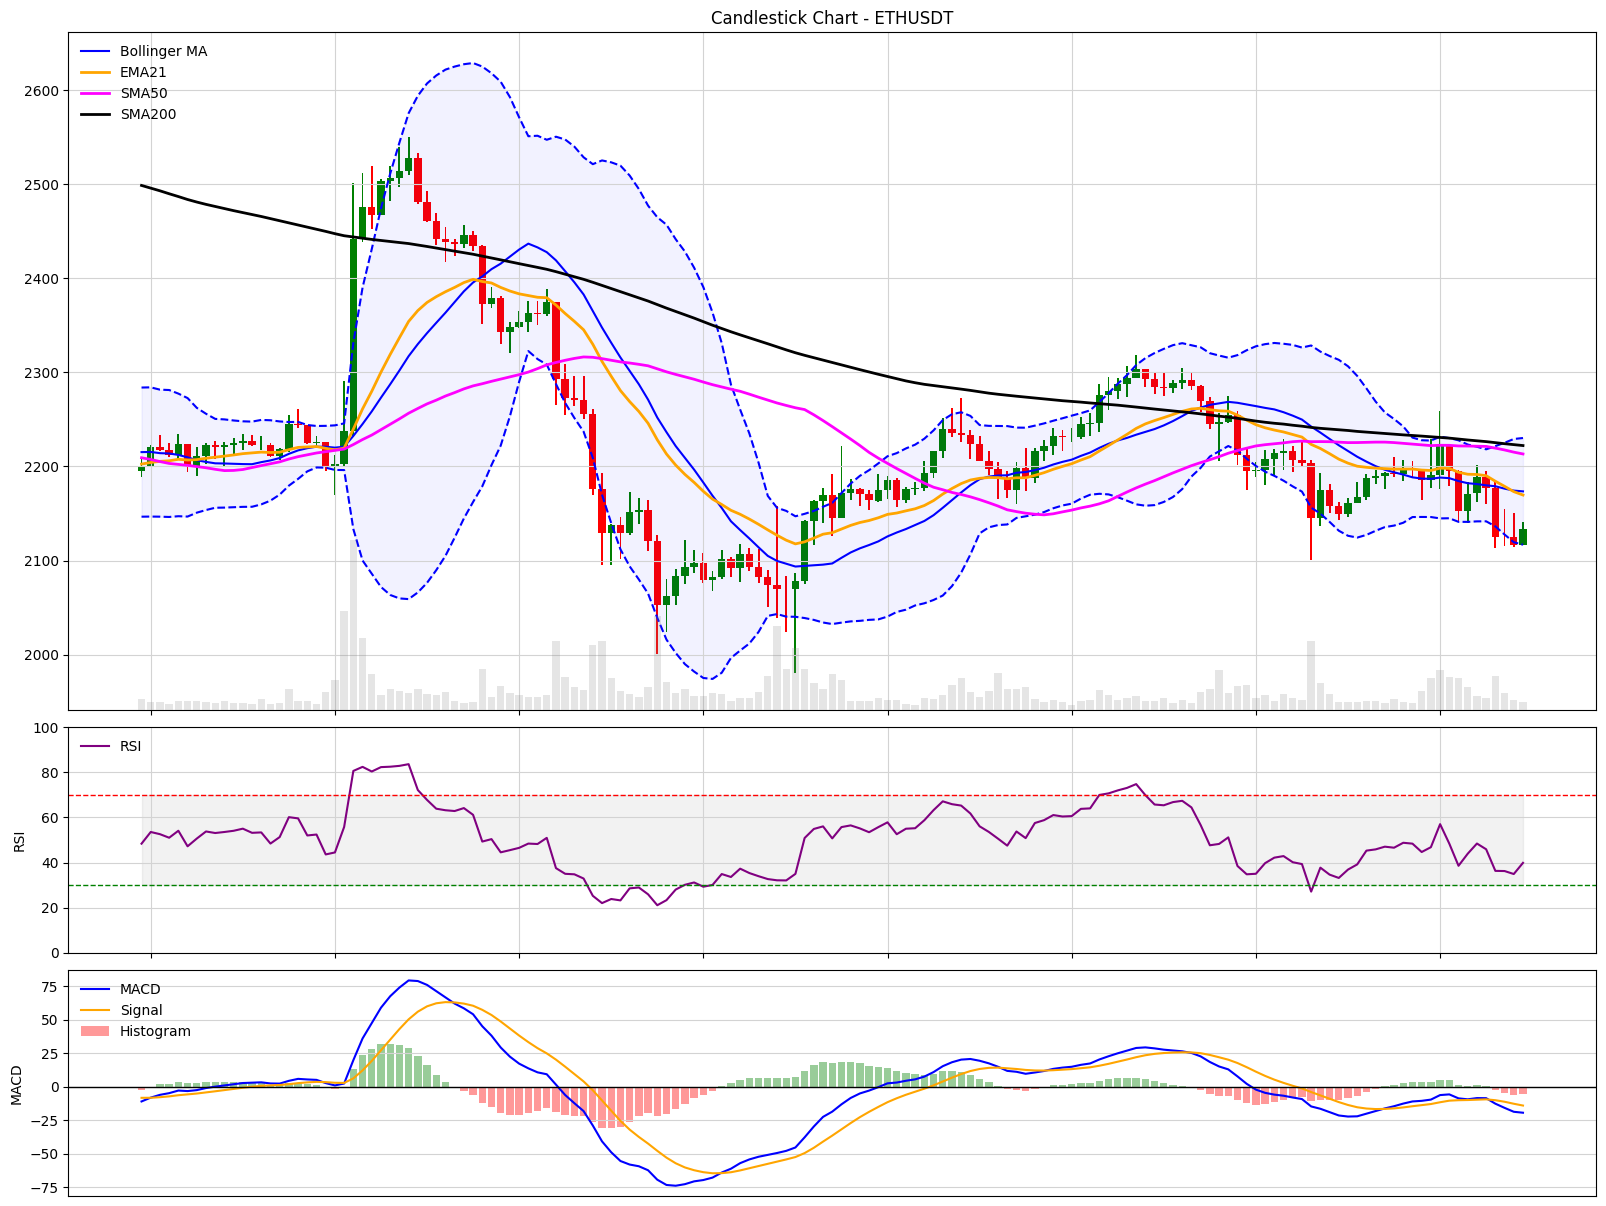 Candlestick Chart - ETHUSDT
Bollinger MA
EMA21
SMA50
SMA200
2600
2500
2400
2300
2200
2100
2000
RSI
100
80
60
40
20
0
RSI
MACD
Signal
Histogram
75
50
25
0
−25
−50
−75
MACD